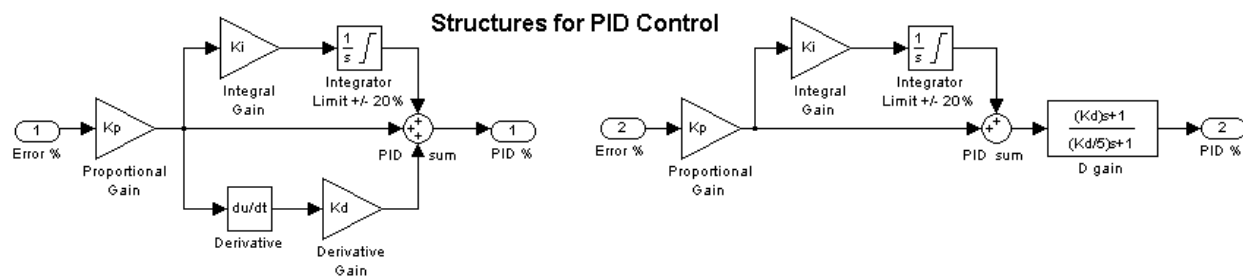 Structures for PID Control
Ki
Integral
Gain
1
s
Integrator
Limit +/- 20%
1
Error %
Kp
Proportional
Gain
+
+
+
PID sum
1
PID %
du/dt
Derivative
Kd
Derivative
Gain
Ki
Integral
Gain
1
s
Integrator
Limit +/- 20%
2
Error %
Kp
Proportional
Gain
+
+
PID sum
(Kd)s+1
(Kd/5)s+1
D gain
2
PID %